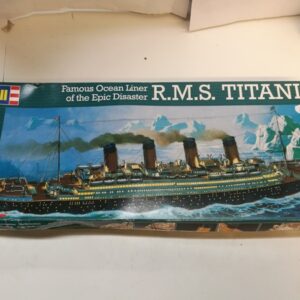 Famous Ocean Liner
of the Epic Disaster
R.M.S. TITANI